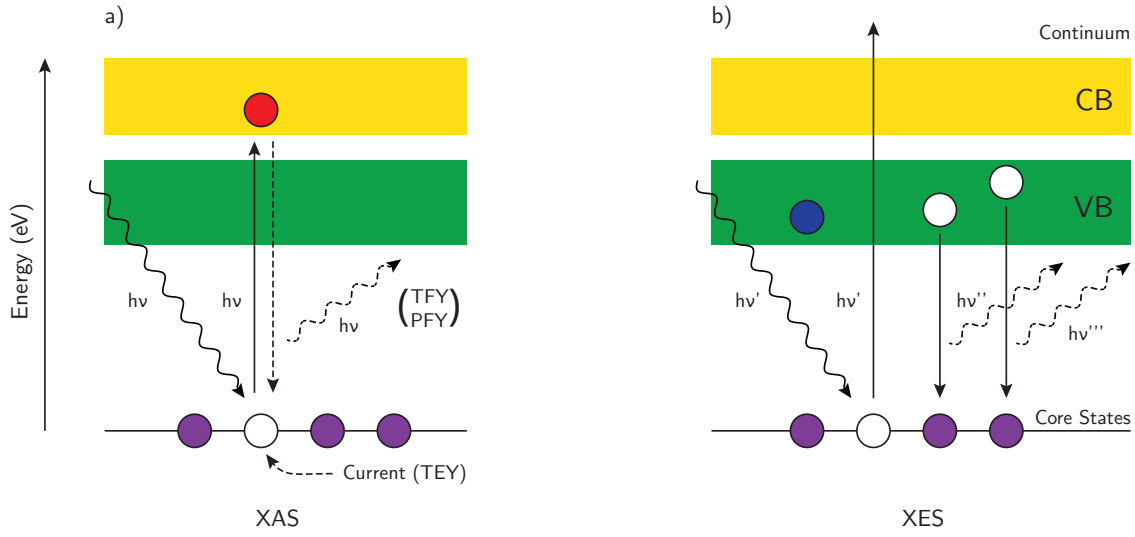 a)
b)
Continuum
CB
VB
Energy (eV)
hν
hν
hν
(TFY
PFY)
hν'
hν'
hν''
hν'''
Core States
Current (TEY)
XAS
XES